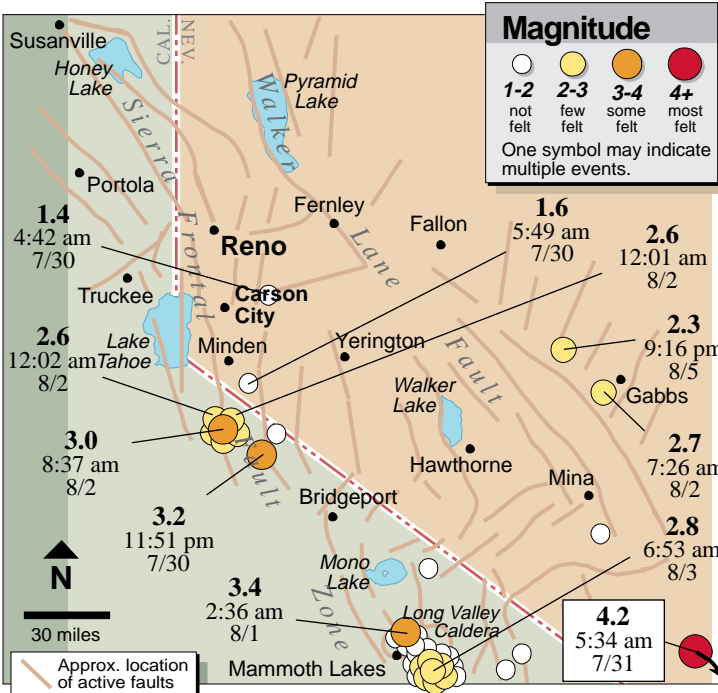 Susanville
CAL.
NEV.
Honey
Lake
Pyramid
Lake
Walker
Lane
Fault
Sierra
Frontal
Fault
Zone
Magnitude
1-2
2-3
3-4
4+
not
felt
few
felt
some
felt
most
felt
One symbol may indicate
multiple events.
Portola
Fernley
Fallon
Reno
1.4
4:42 am
7/30
1.6
5:49 am
7/30
2.6
12:01 am
8/2
Truckee
Carson
City
2.6
12:02 am
8/2
Lake
Tahoe
Minden
Yerington
2.3
9:16 pm
8/5
Walker
Lake
Gabbs
3.0
8:37 am
8/2
Hawthorne
2.7
7:26 am
8/2
Mina
Bridgeport
3.2
11:51 pm
7/30
2.8
6:53 am
8/3
N
30 miles
Mono
Lake
3.4
2:36 am
8/1
Long Valley
Caldera
4.2
5:34 am
7/31
Mammoth Lakes
Approx. location
of active faults